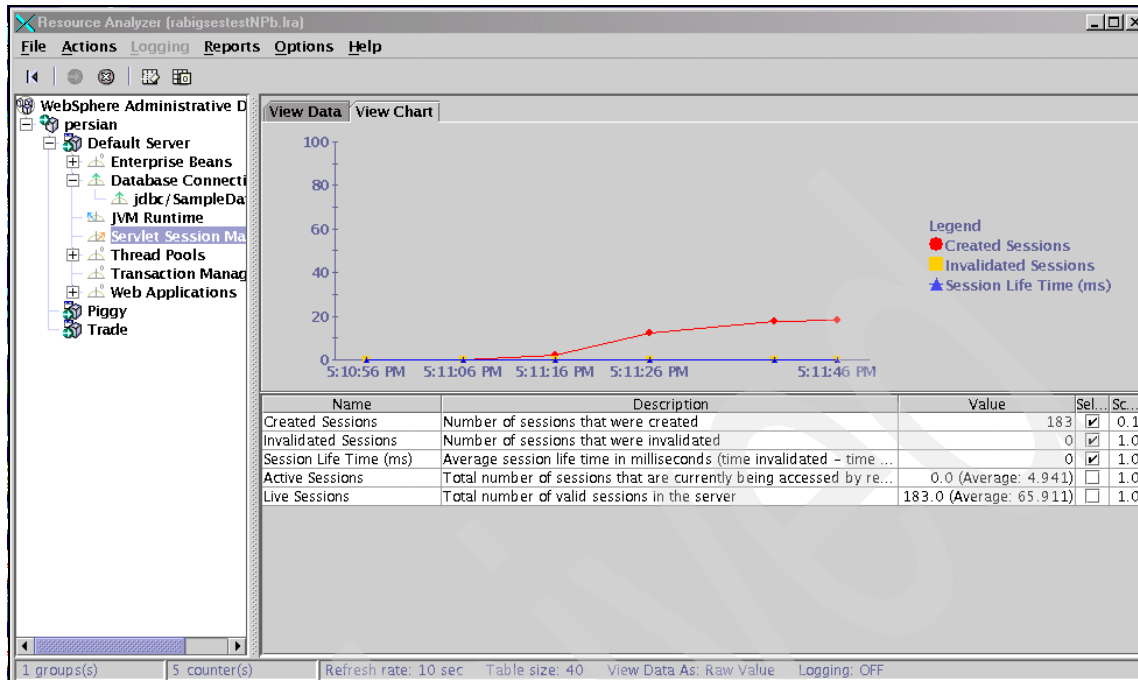 Resource Analyzer (rabigsestestNPb.lra)
File Actions Logging Reports Options Help
WebSphere Administrative D
persian
Default Server
Enterprise Beans
Database Connecti
jdbc/SampleDa
JVM Runtime
Servlet Session Ma
Thread Pools
Transaction Manag
Web Applications
Piggy
Trade
View Data View Chart
100
80
60
40
20
0
5:10:56 PM 5:11:06 PM 5:11:16 PM 5:11:26 PM 5:11:46 PM
Legend
Created Sessions
Invalidated Sessions
Session Life Time (ms)
Name Description Value Sel... Sc...
Created Sessions Number of sessions that were created 183 0.1
Invalidated Sessions Number of sessions that were invalidated 0 1.0
Session Life Time (ms) Average session life time in milliseconds (time invalidated - time ... 0 1.0
Active Sessions Total number of sessions that are currently being accessed by re... 0.0 (Average: 4.941) 1.0
Live Sessions Total number of valid sessions in the server 183.0 (Average: 65.911) 1.0
1 groups(s) 5 counter(s) Refresh rate: 10 sec Table size: 40 View Data As: Raw Value Logging: OFF